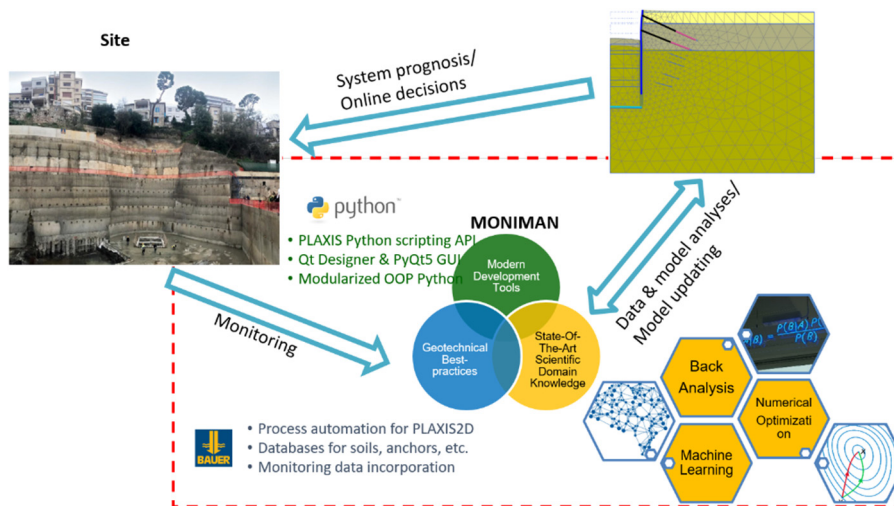 Site
System prognosis/
Online decisions
python™
MONIMAN
• PLAXIS Python scripting API
• Qt Designer & PyQt5 GUI
• Modularized OOP Python
Modern
Development
Tools
Geotechnical
Best-
practices
State-Of-
The-Art
Scientific
Domain
Knowledge
Monitoring
Data & model analyses/
Model updating
P(B|A) P(
(B) =
P(B)
Back
Analysis
Numerical
Optimizati
on
Machine
Learning
BAUER
• Process automation for PLAXIS2D
• Databases for soils, anchors, etc.
• Monitoring data incorporation